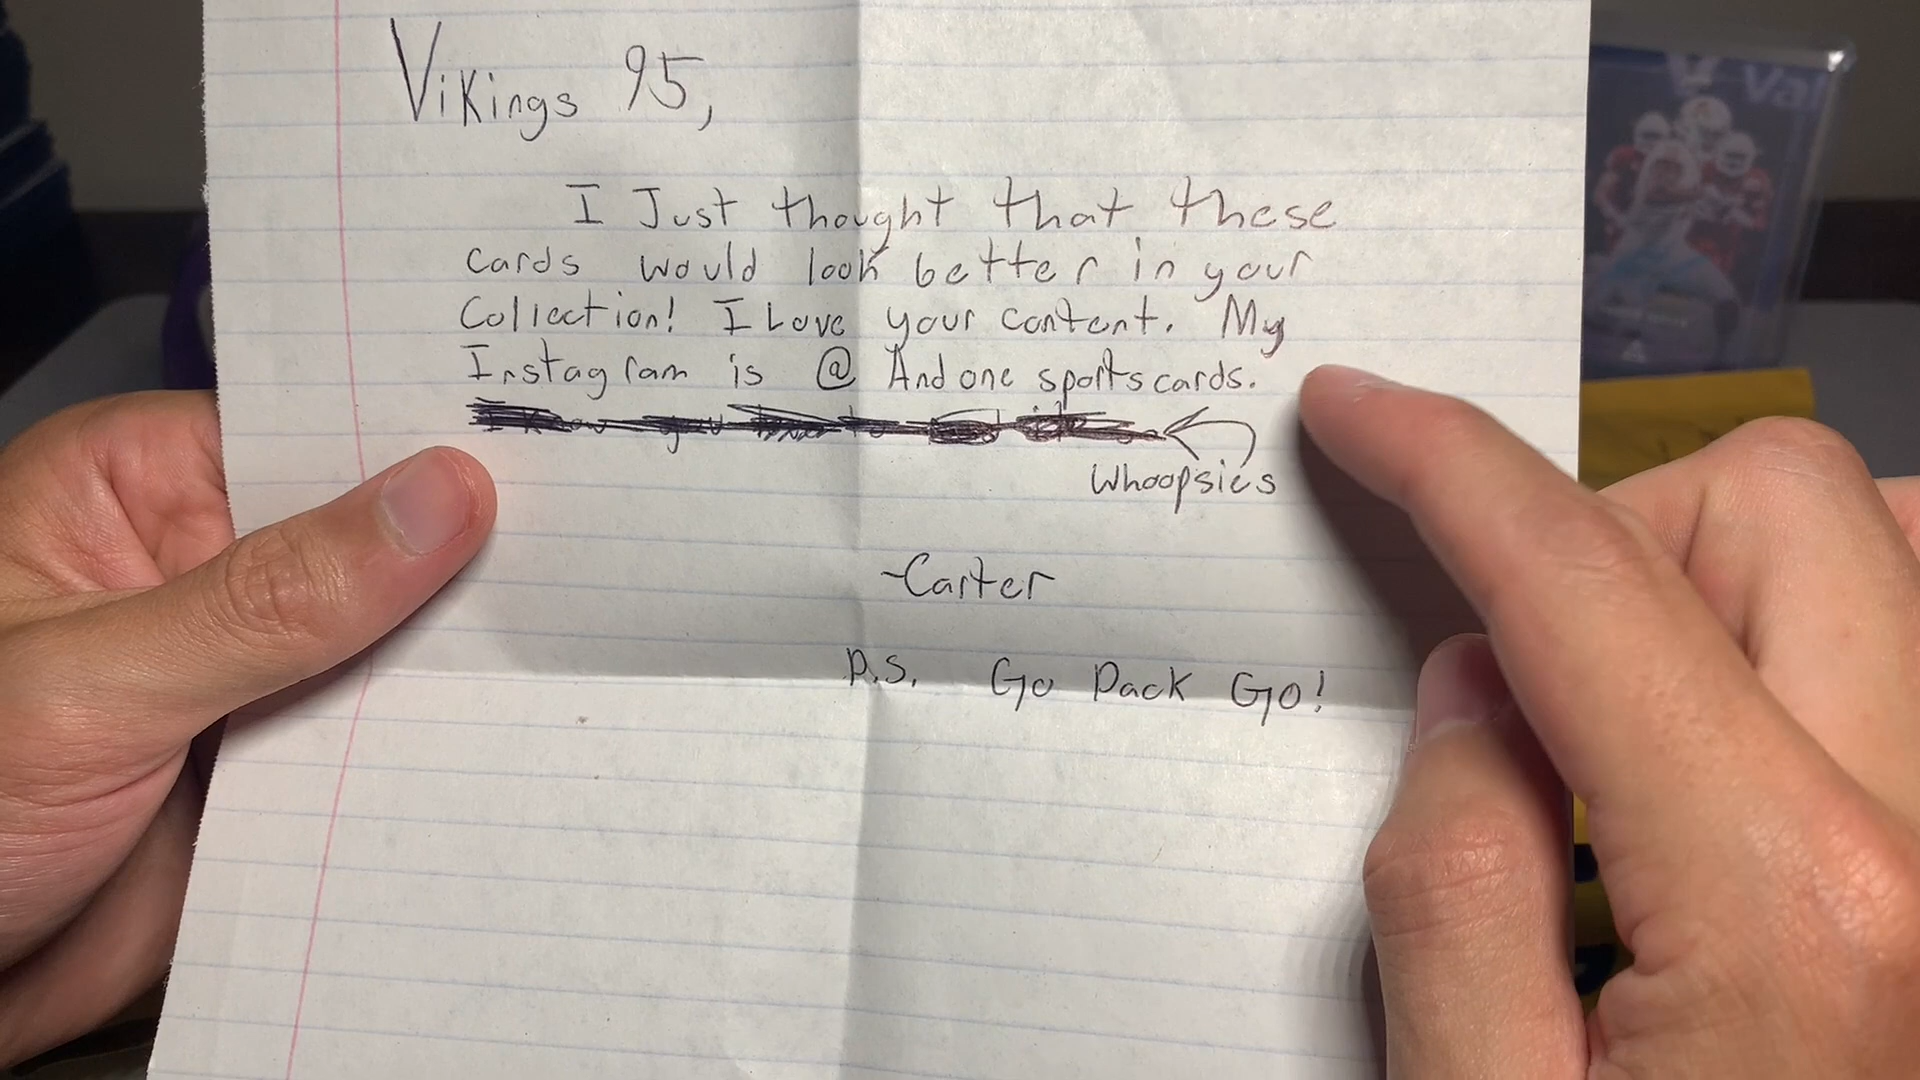 Vikings 95,
I Just thought that these
cards would look better in your
Collection! I Love your content. My
Instagram is @ And one sportscards.
Whoopsies
-Carter
P.S. Go Pack Go!